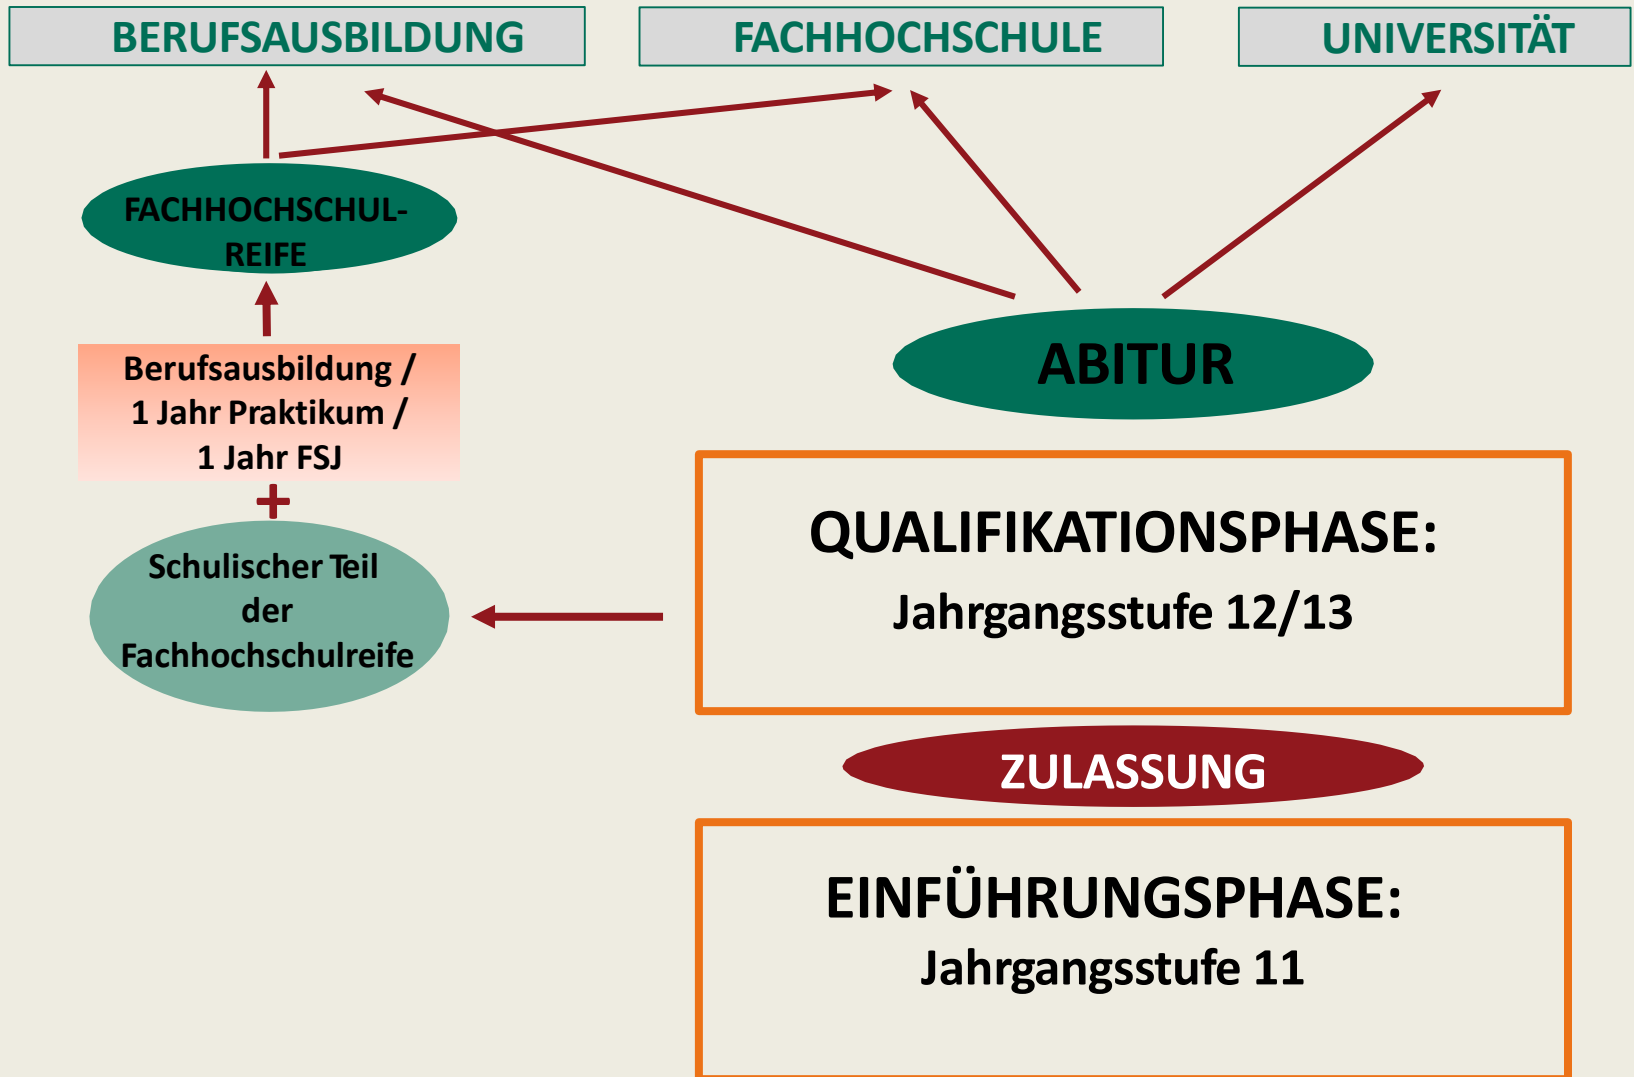 BERUFSAUSBILDUNG
FACHHOCHSCHULE
UNIVERSITÄT
FACHHOCHSCHUL-
REIFE
Berufsausbildung /
1 Jahr Praktikum /
1 Jahr FSJ
+
Schulischer Teil
der
Fachhochschulreife
ABITUR
QUALIFIKATIONSPHASE:
Jahrgangsstufe 12/13
ZULASSUNG
EINFÜHRUNGSPHASE:
Jahrgangsstufe 11